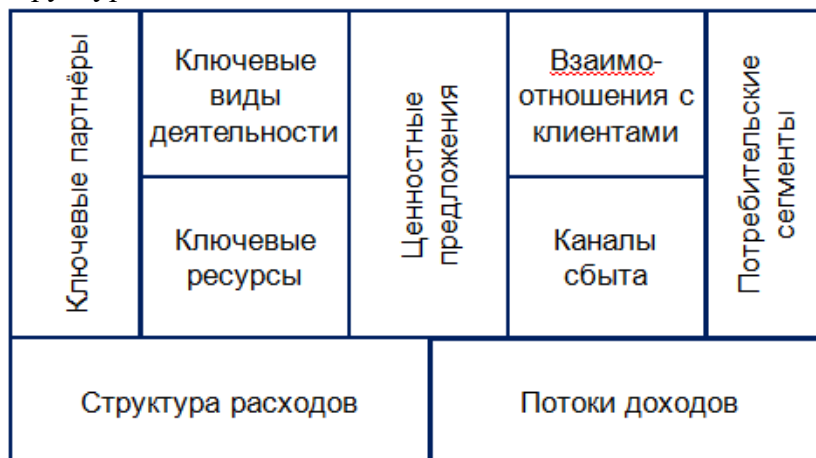 Ключевые партнёры
Ключевые
виды
деятельности
Ключевые
ресурсы
Ценностные
предложения
Взаимо-
отношения с
клиентами
Каналы
сбыта
Потребительские
сегменты
Структура расходов
Потоки доходов